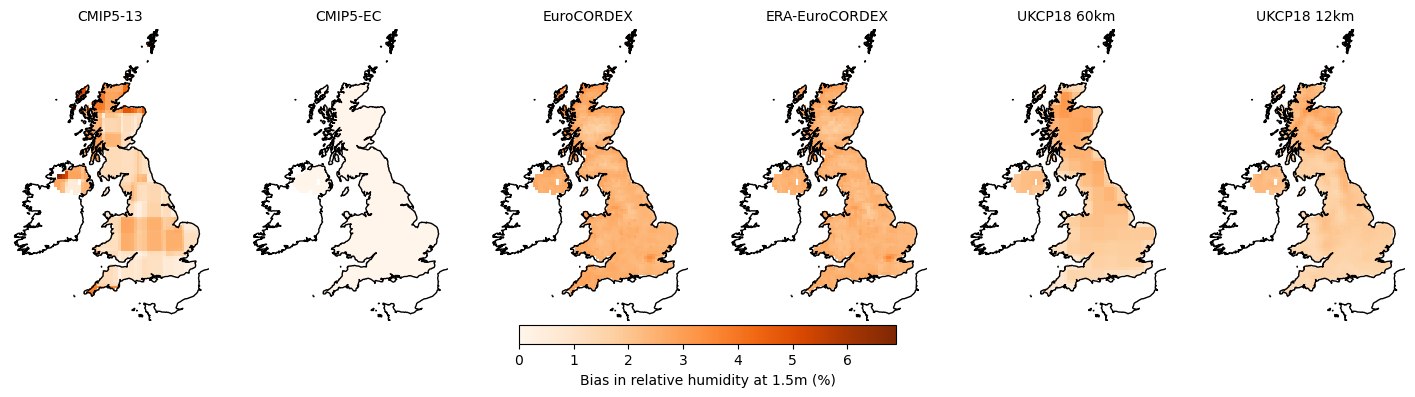 CMIP5-13 CMIP5-EC EuroCORDEX ERA-EuroCORDEX UKCP18 60km UKCP18 12km
0 1 2 3 4 5 6
Bias in relative humidity at 1.5m (%)